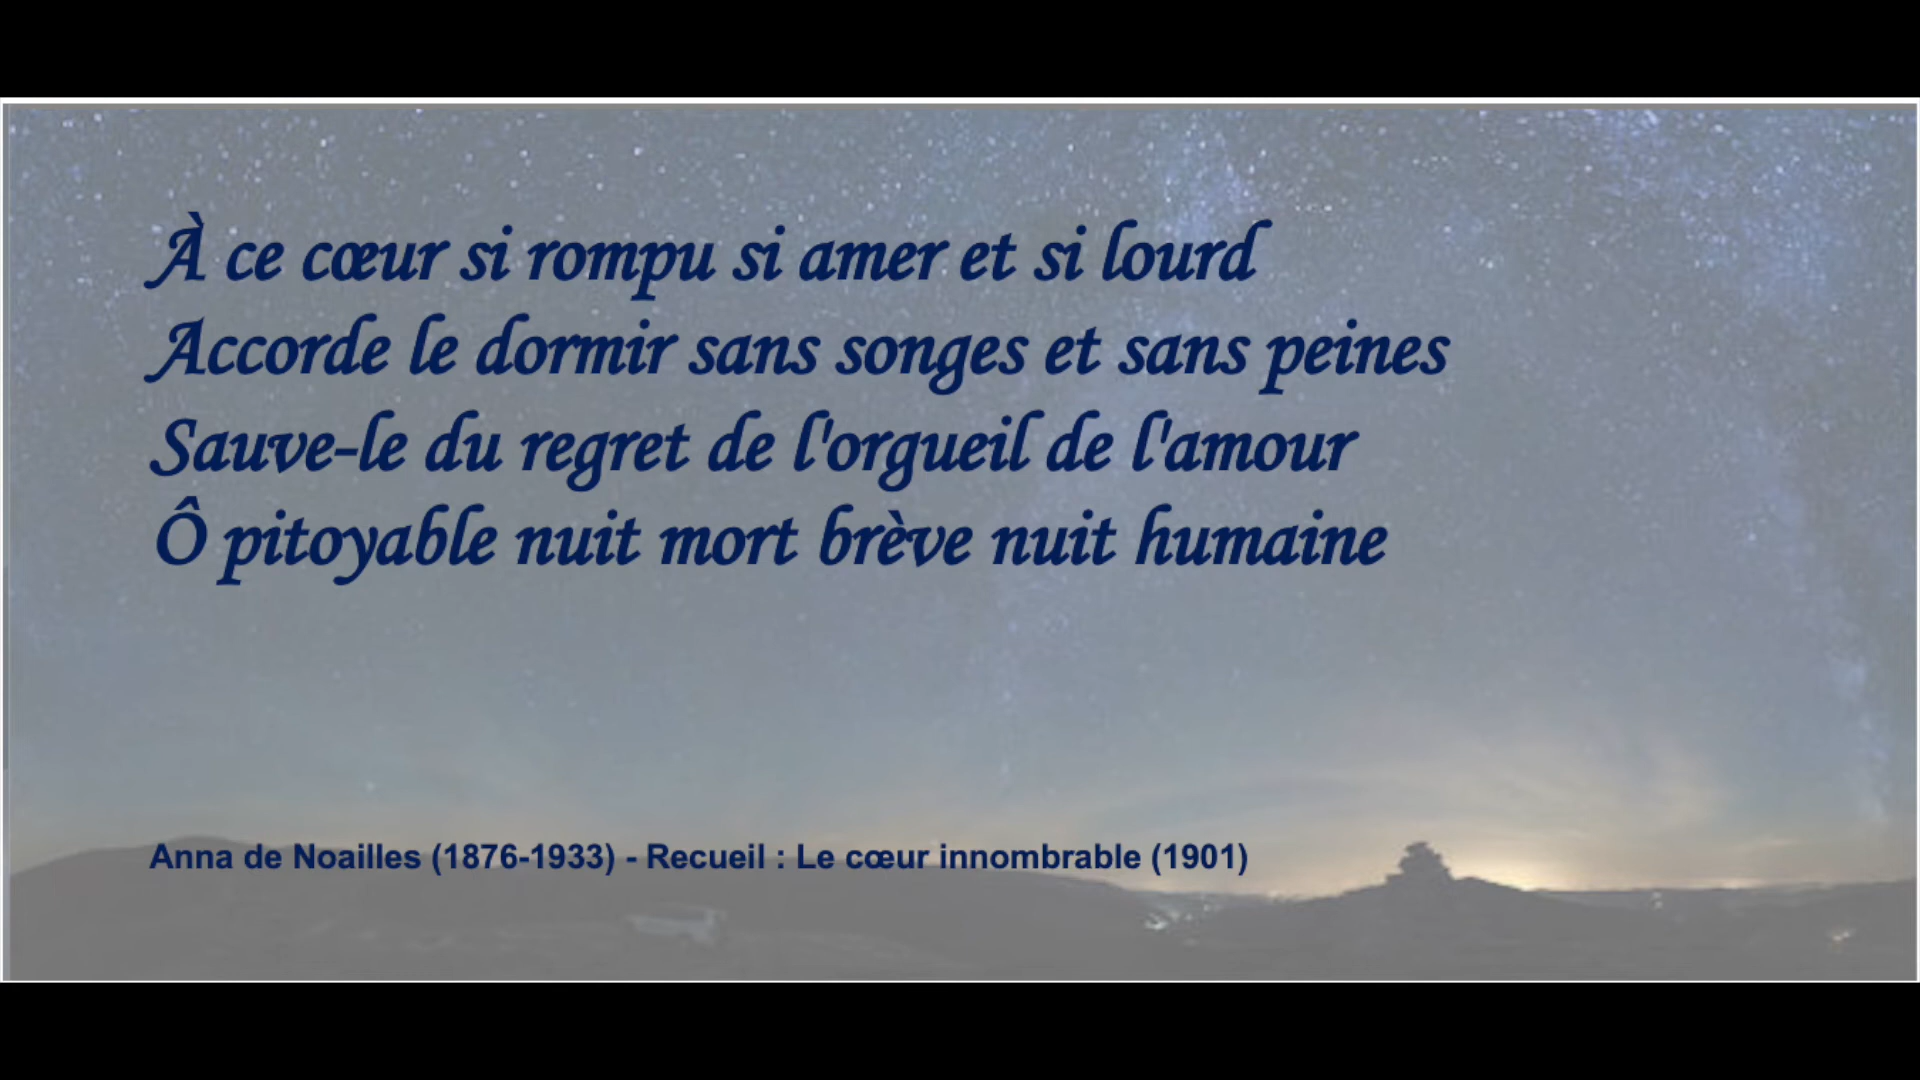 À ce cœur si rompu si amer et si lourd
Accorde le dormir sans songes et sans peines
Sauve-le du regret de l'orgueil de l'amour
Ô pitoyable nuit mort brève nuit humaine
Anna de Noailles (1876-1933) - Recueil : Le cœur innombrable (1901)